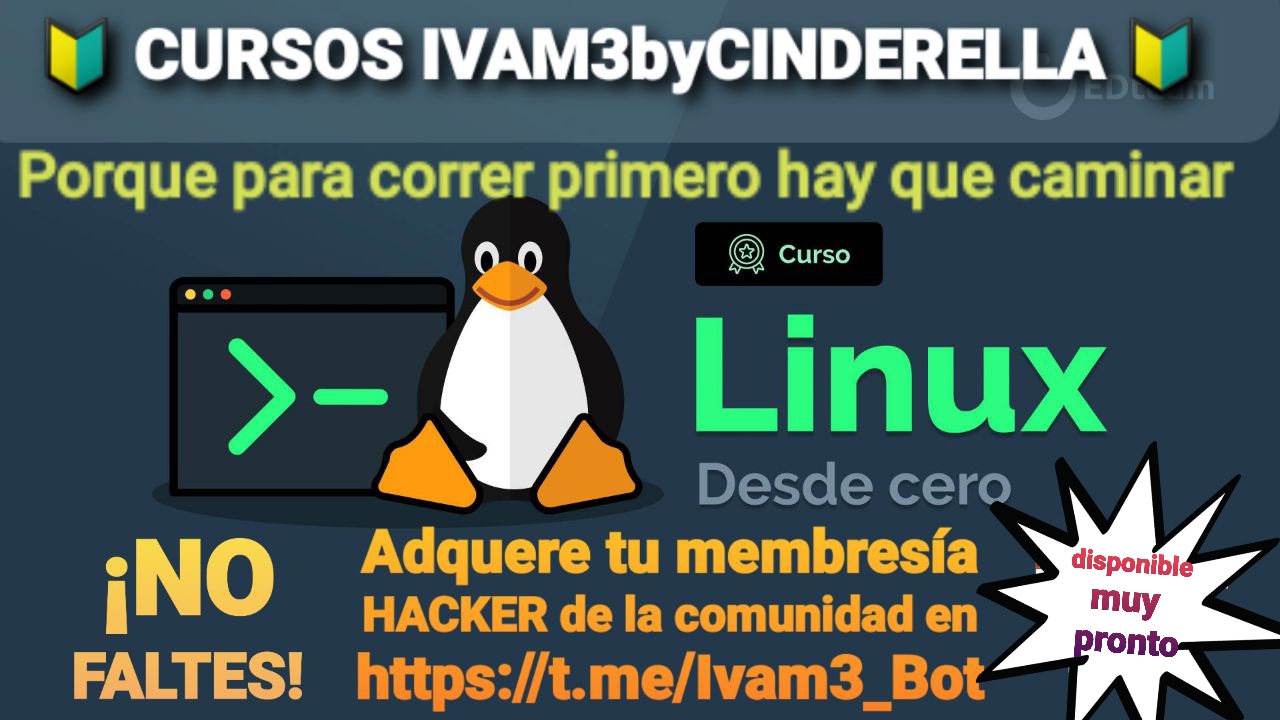 CURSOS IVAM3byCINDERELLA
EDteam
Porque para correr primero hay que caminar
Curso
Linux
Desde cero
¡NO
FALTES!
Adquere tu membresía
HACKER de la comunidad en
https://t.me/Ivam3_Bot
disponible
muy
pronto